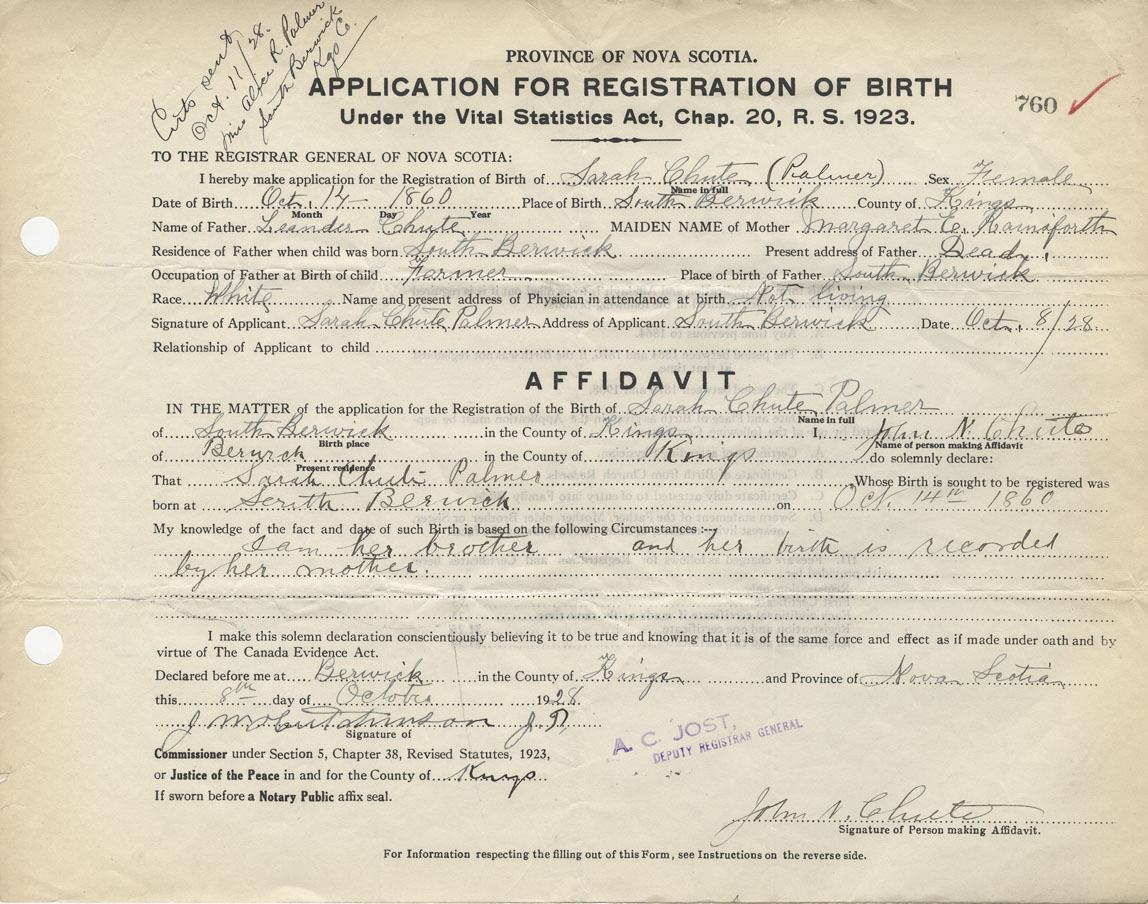 Certs sent
Oct. 11/28.
Miss Alice R. Palmer
South Berwick
Kgs Co.
PROVINCE OF NOVA SCOTIA.
APPLICATION FOR REGISTRATION OF BIRTH
760
Under the Vital Statistics Act, Chap. 20, R. S. 1923.
TO THE REGISTRAR GENERAL OF NOVA SCOTIA:
I hereby make application for the Registration of Birth of Sarah Chute (Palmer) Sex Female
Name in full
Date of Birth Oct. 14 - 1860 Place of Birth South Berwick County of Kings
Month Day Year
Name of Father Leander Chute MAIDEN NAME of Mother Margaret E. Rainsforth
Residence of Father when child was born South Berwick Present address of Father Dead.
Occupation of Father at Birth of child Farmer Place of birth of Father South Berwick
Race White Name and present address of Physician in attendance at birth Not living
Signature of Applicant Sarah Chute Palmer Address of Applicant South Berwick Date Oct. 8/28.
Relationship of Applicant to child
AFFIDAVIT
IN THE MATTER of the application for the Registration of the Birth of Sarah Chute Palmer
Name in full
of South Berwick in the County of Kings I, John N. Chute
Birth place Name of person making Affidavit
of Berwick in the County of Kings do solemnly declare:
Present residence
That Sarah Chute Palmer Whose Birth is sought to be registered was
born at South Berwick on Oct. 14th 1860
My knowledge of the fact and date of such Birth is based on the following Circumstances :—
I am her brother and her birth is recorded
by her mother.
I make this solemn declaration conscientiously believing it to be true and knowing that it is of the same force and effect as if made under oath and by
virtue of The Canada Evidence Act.
Declared before me at Berwick in the County of Kings and Province of Nova Scotia
this 8th day of October 1928
J M Hutchinson J.P.
Signature of
Commissioner under Section 5, Chapter 38, Revised Statutes, 1923,
or Justice of the Peace in and for the County of Kings
If sworn before a Notary Public affix seal.
A. C. JOST,
DEPUTY REGISTRAR GENERAL
John N. Chute
Signature of Person making Affidavit.
For Information respecting the filling out of this Form, see Instructions on the reverse side.